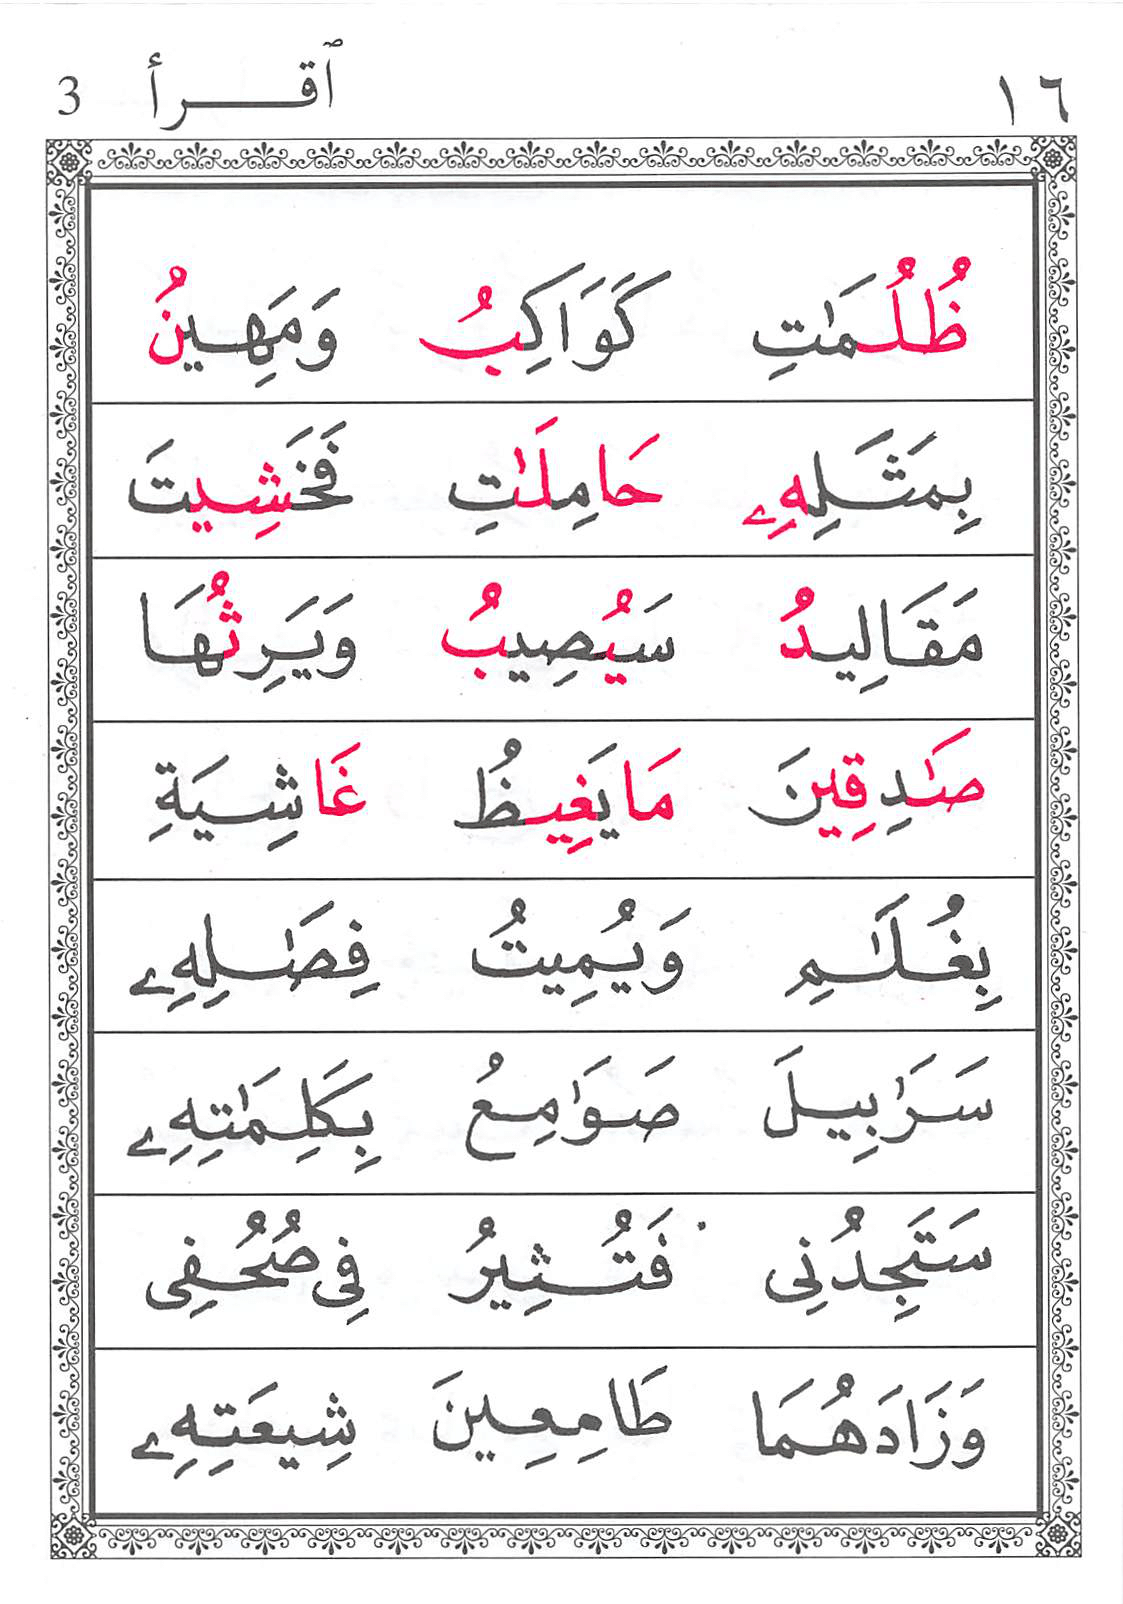 ١٦ ٱقرأ 3
ظُلُمَٰتِ كَوَاكِبُ وَمَهِينُ
بِمَثَلِهِۦ حَامِلَٰتِ فَخَشِيتَ
مَقَالِيدُ سَيُصِيبُ وَيَرِثُهَا
صَٰدِقِينَ مَا يَغِيظُ غَاشِيَةِ
بِغُلَٰمِ وَيُمِيتُ فِصَٰلِهِۦ
سَرَٰبِيلَ صَوَٰمِعُ بِكَلِمَٰتِهِۦ
سَتَجِدُنِى فَتُثِيرُ فِى صُحُفِى
وَزَادَهُمَا طَامِعِينَ شِيعَتِهِۦ